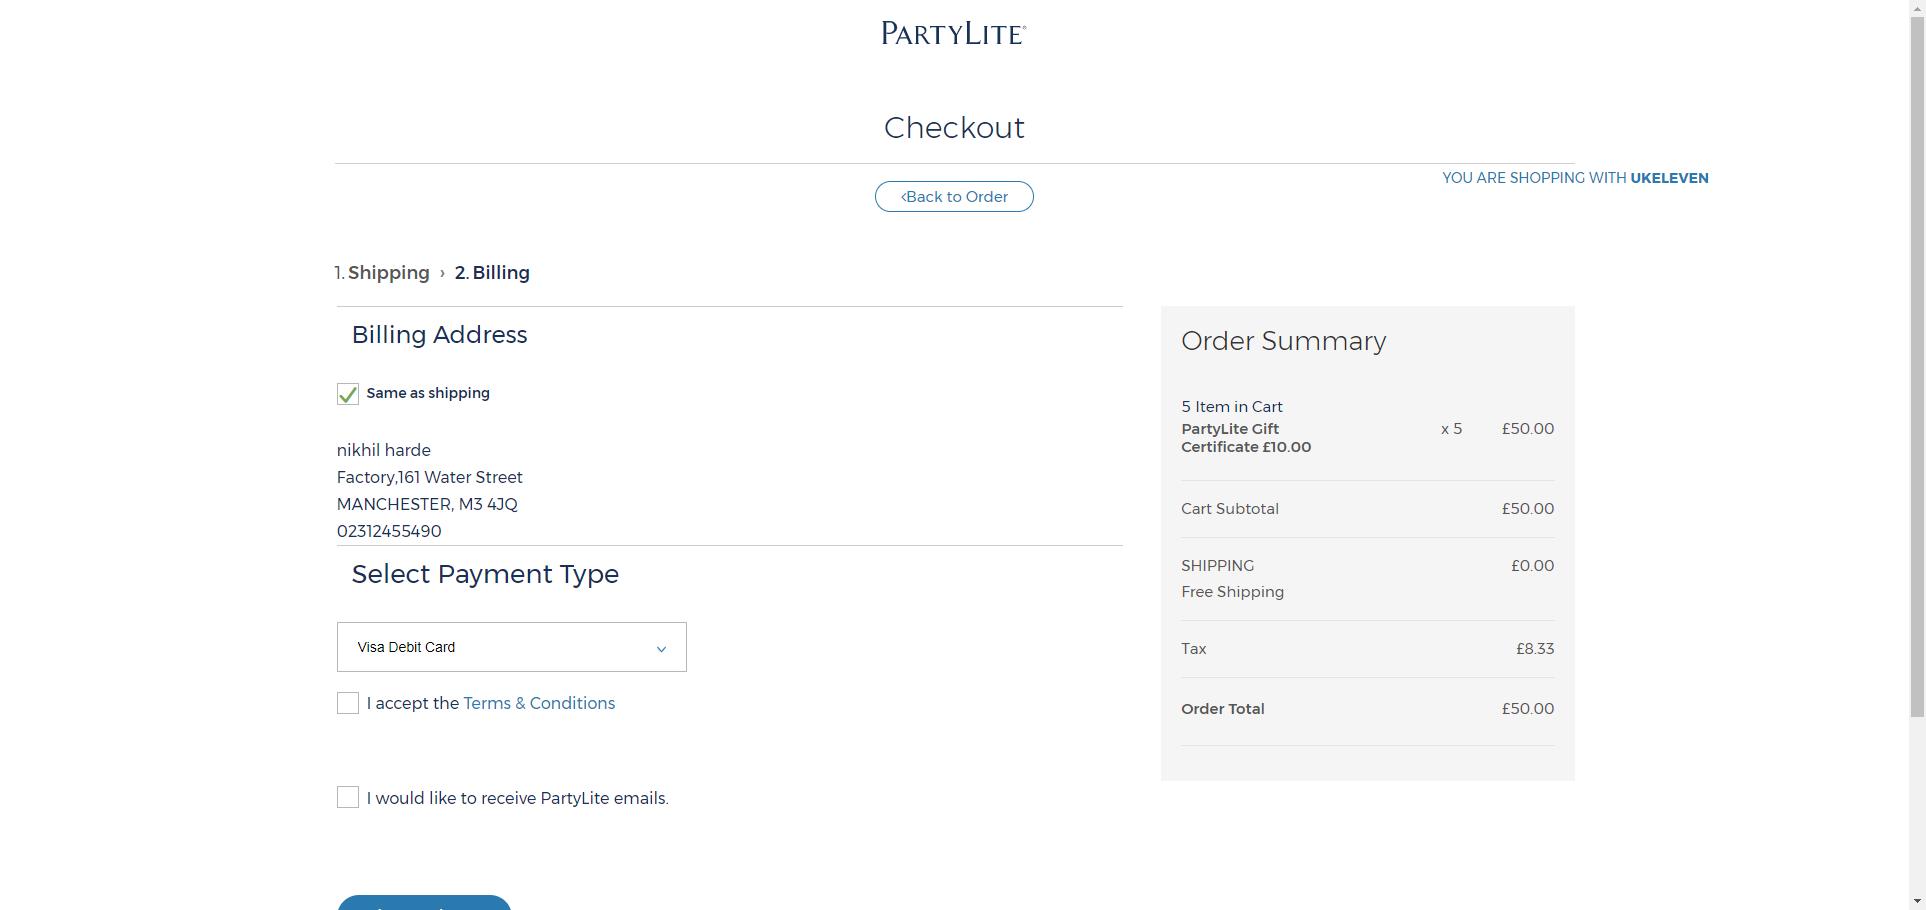 PARTYLITE®
Checkout
YOU ARE SHOPPING WITH UKELEVEN
<Back to Order
1. Shipping › 2. Billing
Billing Address
Same as shipping
nikhil harde
Factory,161 Water Street
MANCHESTER, M3 4JQ
02312455490
Select Payment Type
Visa Debit Card
I accept the Terms & Conditions
I would like to receive PartyLite emails.
Order Summary
5 Item in Cart
PartyLite Gift
Certificate £10.00
x 5 £50.00
Cart Subtotal £50.00
SHIPPING £0.00
Free Shipping
Tax £8.33
Order Total £50.00